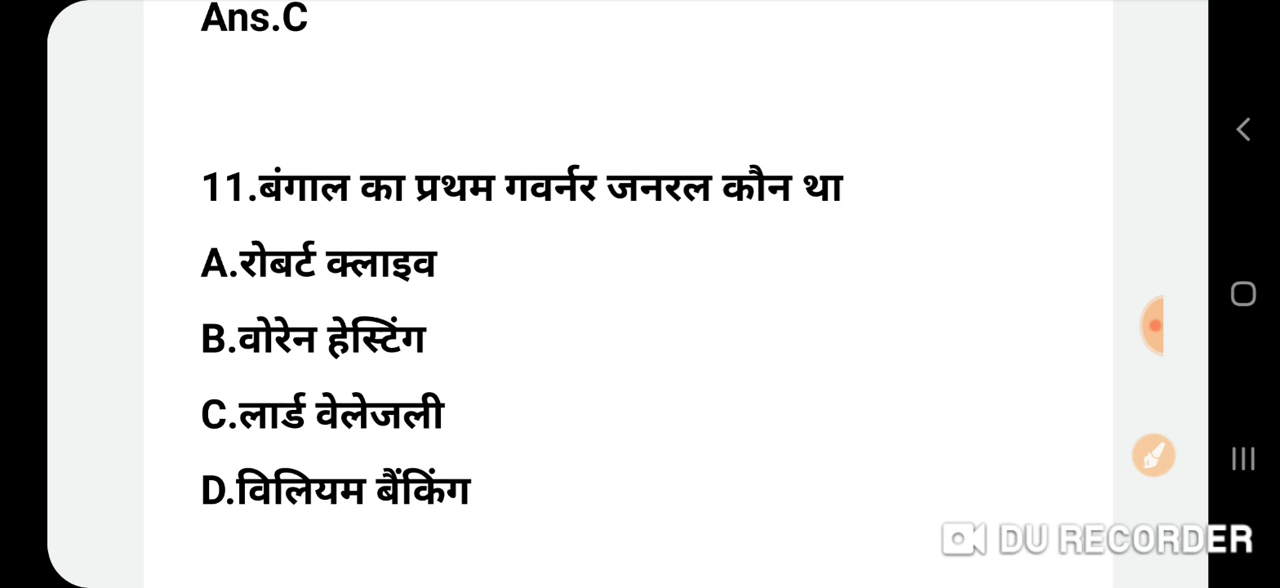 Ans.C
11.बंगाल का प्रथम गवर्नर जनरल कौन था
A.रोबर्ट क्लाइव
B.वोरेन हेस्टिंग
C.लार्ड वेलेजली
D.विलियम बैंकिंग
DU RECORDER